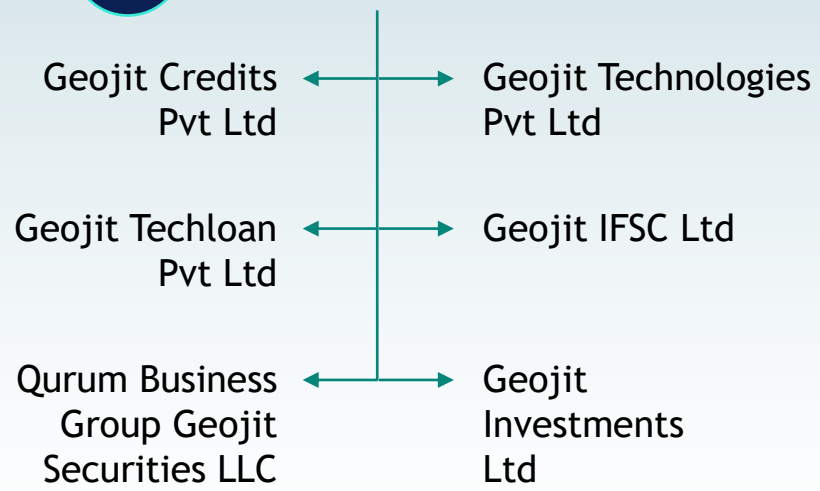 Geojit Credits
Pvt Ltd
Geojit Technologies
Pvt Ltd
Geojit Techloan
Pvt Ltd
Geojit IFSC Ltd
Qurum Business
Group Geojit
Securities LLC
Geojit
Investments
Ltd